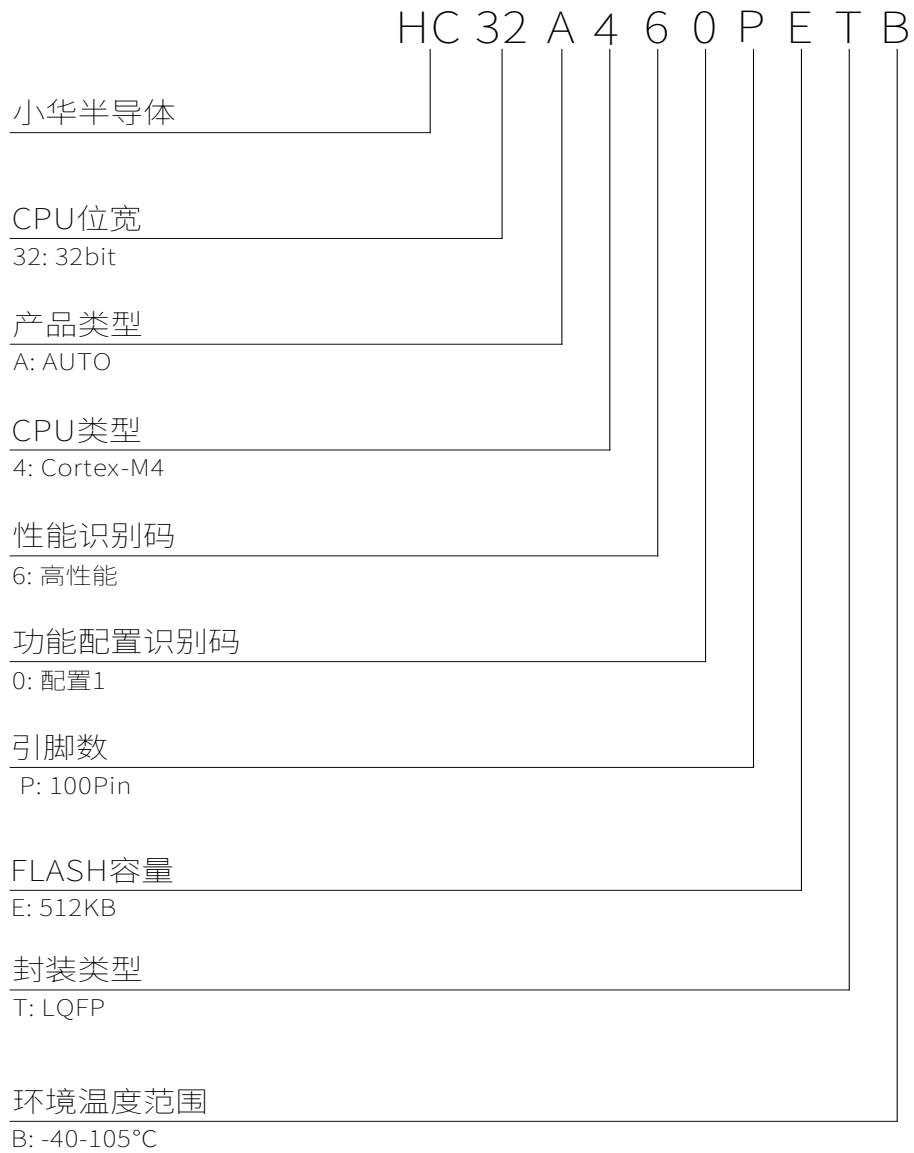 HC 32 A 4 6 0 P E T B
小华半导体
CPU位宽
32: 32bit
产品类型
A: AUTO
CPU类型
4: Cortex-M4
性能识别码
6: 高性能
功能配置识别码
0: 配置1
引脚数
P: 100Pin
FLASH容量
E: 512KB
封装类型
T: LQFP
环境温度范围
B: -40-105°C